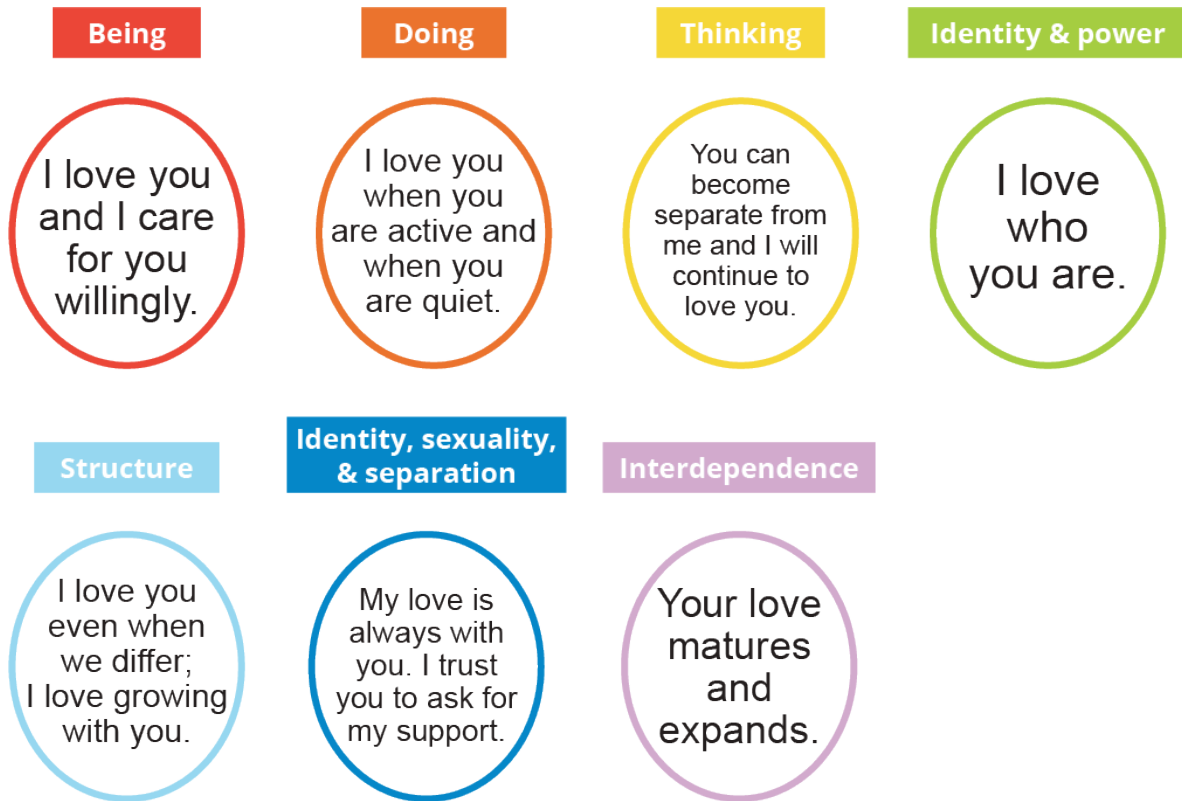 Being
Doing
Thinking
Identity & power
I love you
and I care
for you
willingly.
I love you
when you
are active and
when you
are quiet.
You can
become
separate from
me and I will
continue to
love you.
I love
who
you are.
Structure
Identity, sexuality,
& separation
Interdependence
I love you
even when
we differ;
I love growing
with you.
My love is
always with
you. I trust
you to ask for
my support.
Your love
matures
and
expands.